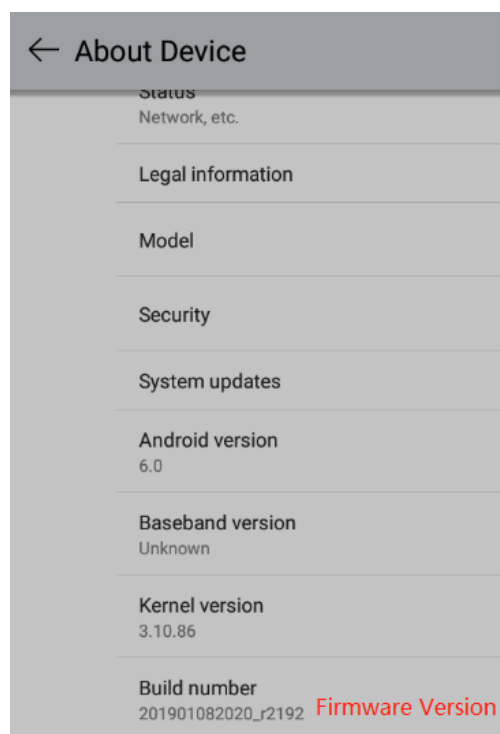 ← About Device
Status
Network, etc.
Legal information
Model
Security
System updates
Android version
6.0
Baseband version
Unknown
Kernel version
3.10.86
Build number
201901082020_r2192 Firmware Version